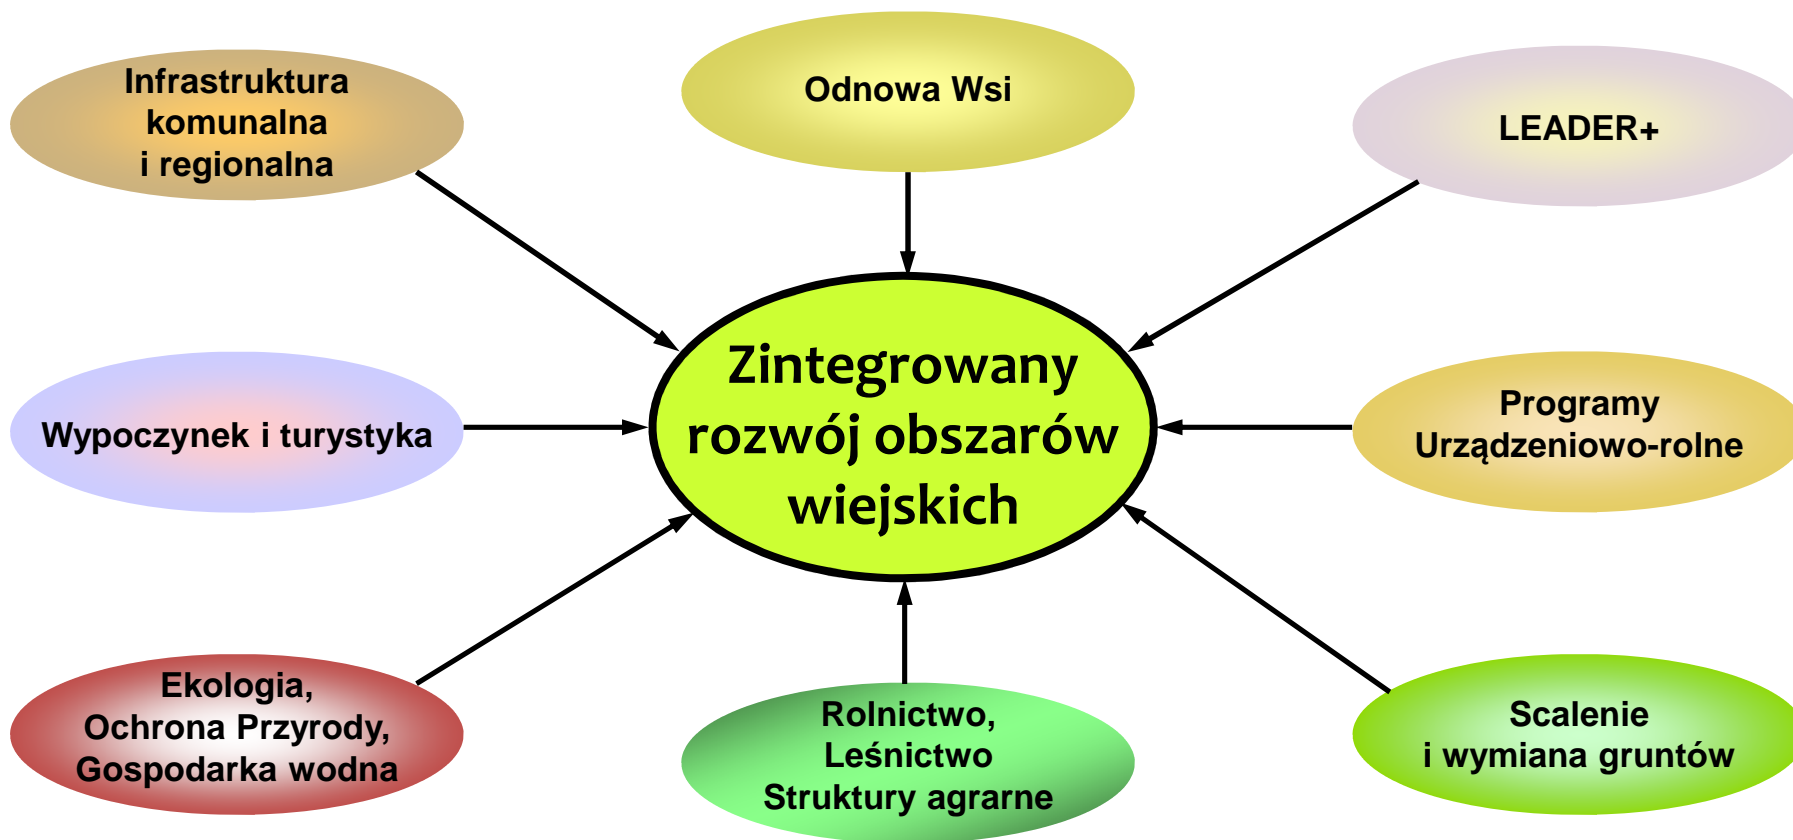 Infrastruktura
komunalna
i regionalna
Odnowa Wsi
LEADER+
Zintegrowany
rozwój obszarów
wiejskich
Wypoczynek i turystyka
Programy
Urządzeniowo-rolne
Ekologia,
Ochrona Przyrody,
Gospodarka wodna
Rolnictwo,
Leśnictwo
Struktury agrarne
Scalenie
i wymiana gruntów